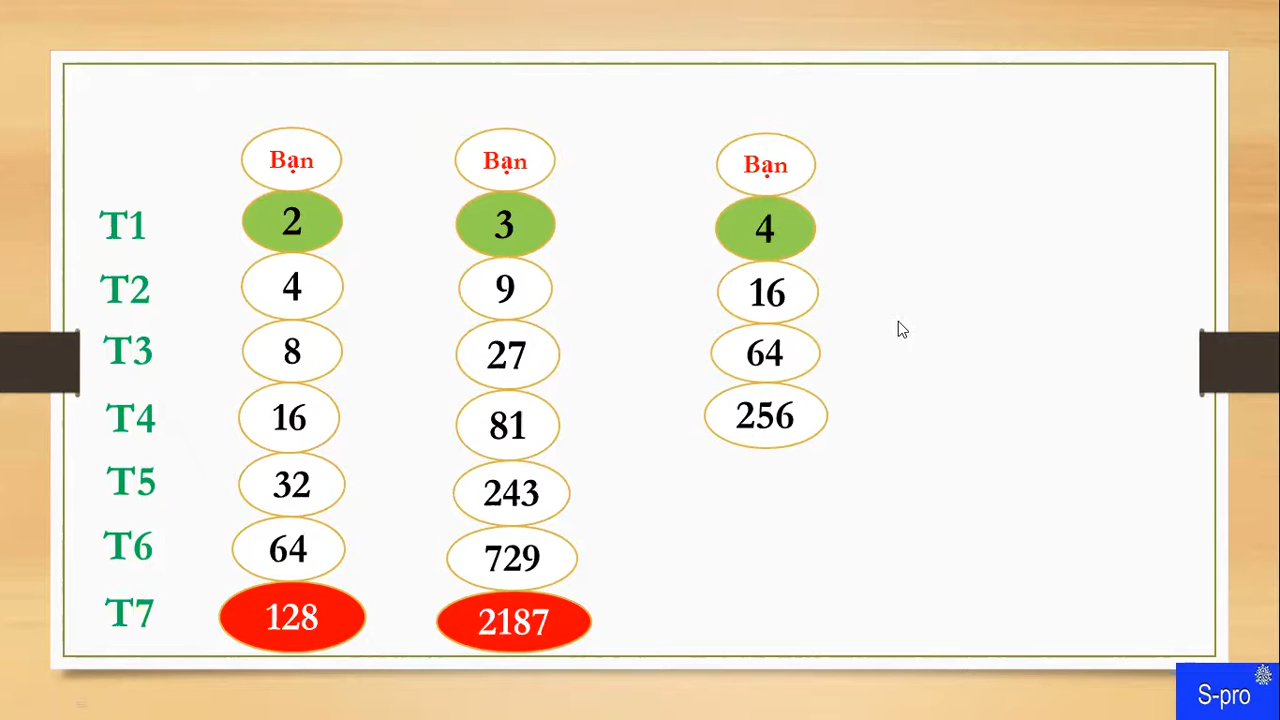 Bạn Bạn Bạn
T1 2 3 4
T2 4 9 16
T3 8 27 64
T4 16 81 256
T5 32 243
T6 64 729
T7 128 2187
S-pro